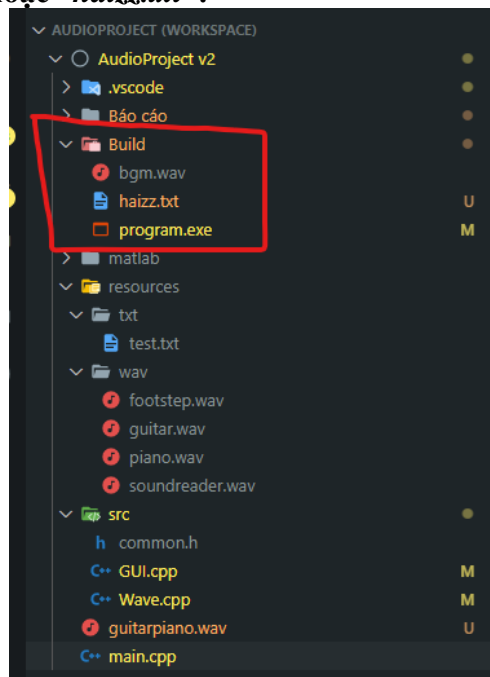 AUDIOPROJECT (WORKSPACE)
AudioProject v2
.vscode
Báo cáo
Build
bgm.wav
haizz.txt U
program.exe M
matlab
resources
txt
test.txt
wav
footstep.wav
guitar.wav
piano.wav
soundreader.wav
src
h common.h
C++ GUI.cpp M
C++ Wave.cpp M
guitarpiano.wav U
C++ main.cpp